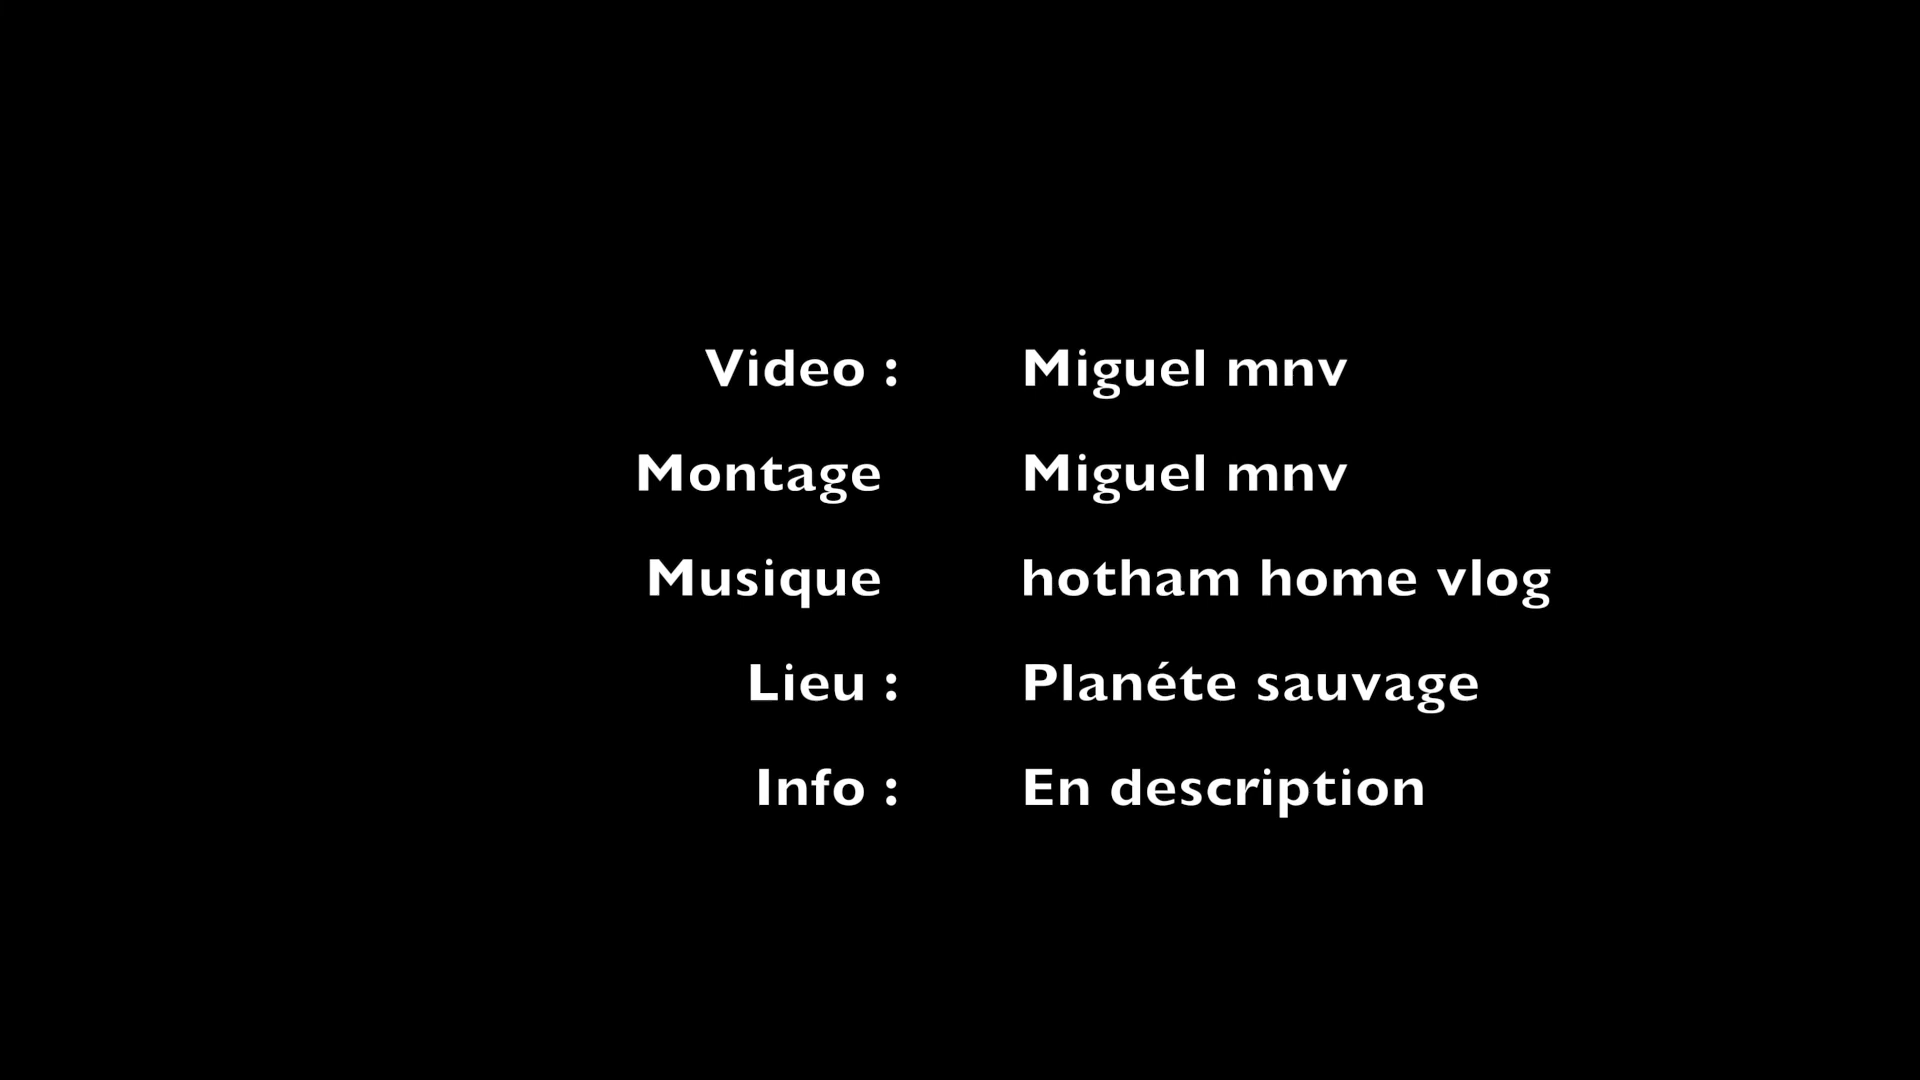 Video : Miguel mnv
Montage Miguel mnv
Musique hotham home vlog
Lieu : Planéte sauvage
Info : En description